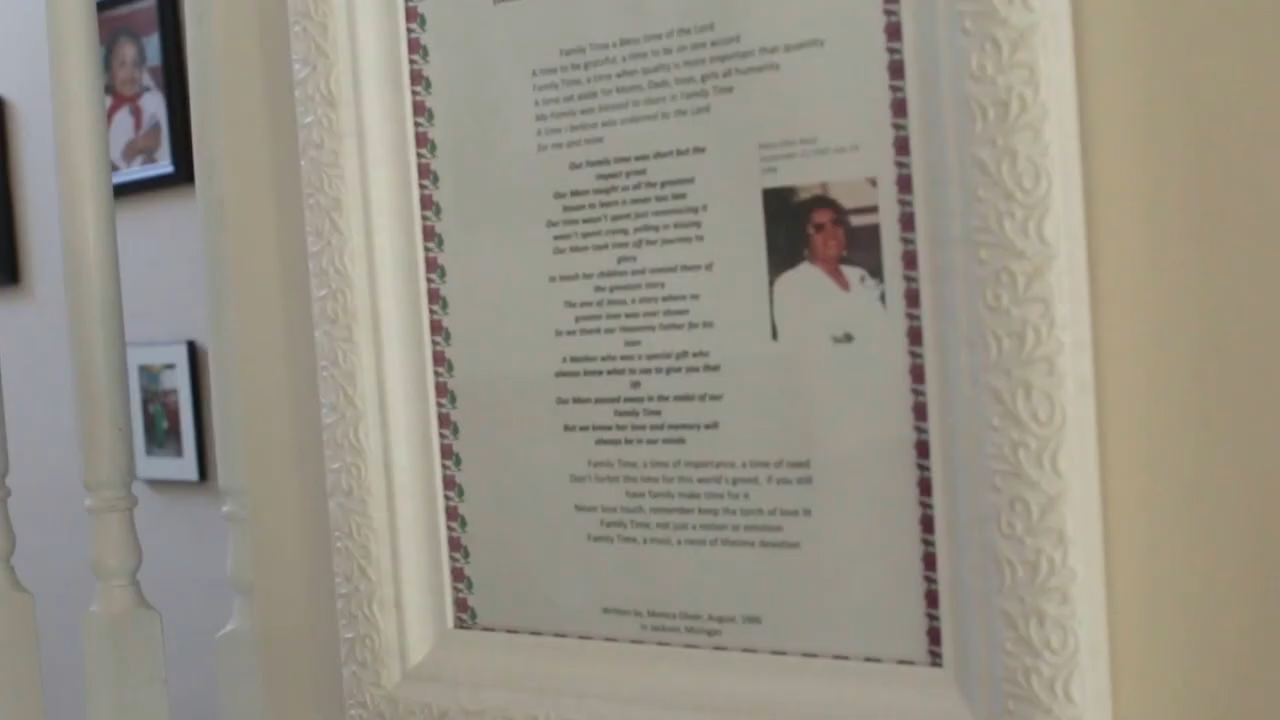 Family Time a Bless time of the Lord
A time to be grateful, a time to be on one accord
Family Time, a time when quality is more important that quantity
A time set aside for Moms, Dads, boys, girls all humanity
My Family was blessed to share in Family Time
A time I believe was ordained by the Lord
for me and mine
Our Family time was short but the
impact great
Our Mom taught us all the greatest
lesson to learn is never too late
Our time wasn't spent just reminiscing it
wasn't spent crying, yelling or kissing
Our Mom took time off her journey to
glory
to teach her children and remind them of
the greatest story
The one of Jesus, a story where no
greater love was ever shown
So we thank our Heavenly Father for his
loan
A Mother who was a special gift who
always knew what to say to give you that
lift
Our Mom passed away in the midst of our
Family Time
But we know her love and memory will
always be in our minds
Family Time, a time of importance, a time of need
Don't forfeit this time for this world's greed, if you still
have family make time for it
Never lose touch, remember keep the torch of love lit
Family Time, not just a notion or emotion
Family Time, a must, a need of lifetime devotion
Written by, Monica Oliver, August, 1996
in Jackson, Michigan